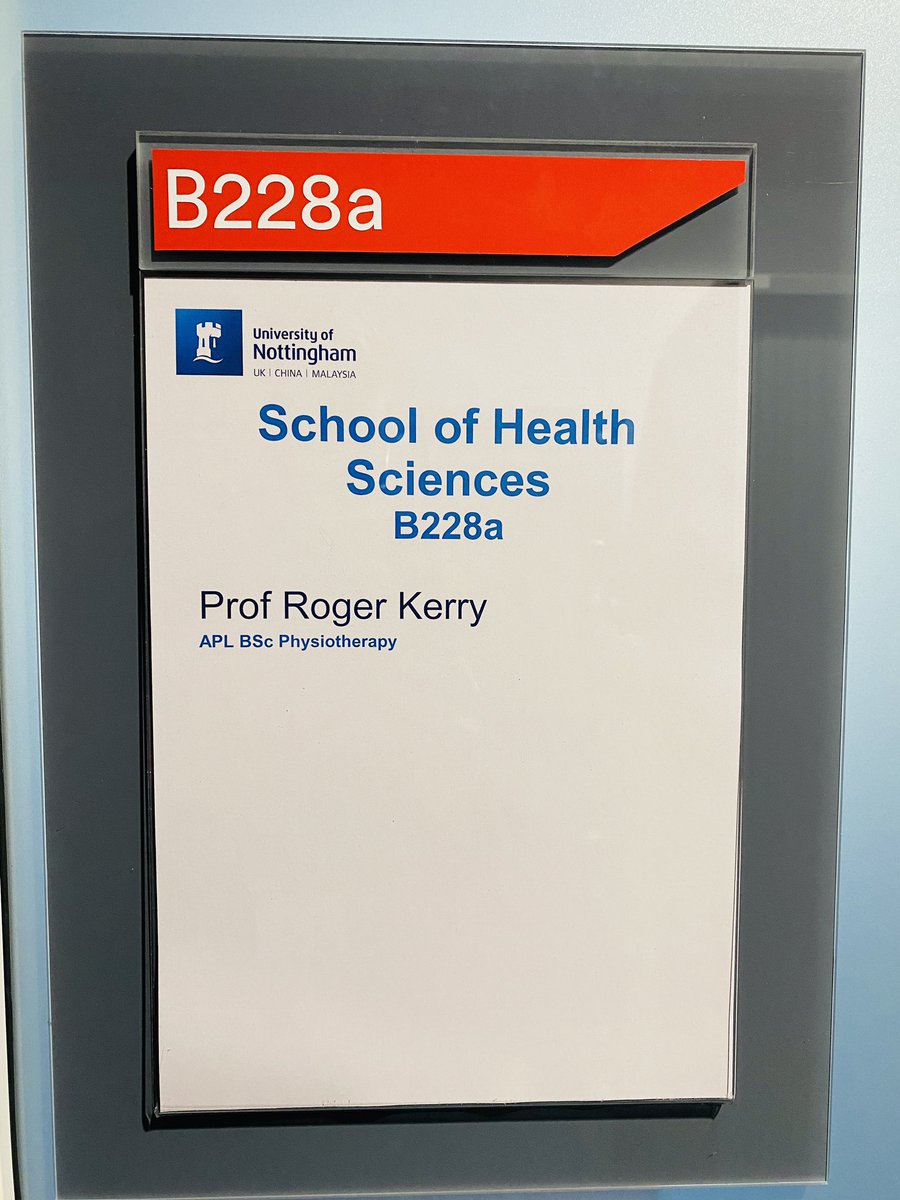 B228a
University of
Nottingham
UK | CHINA | MALAYSIA
School of Health
Sciences
B228a
Prof Roger Kerry
APL BSc Physiotherapy